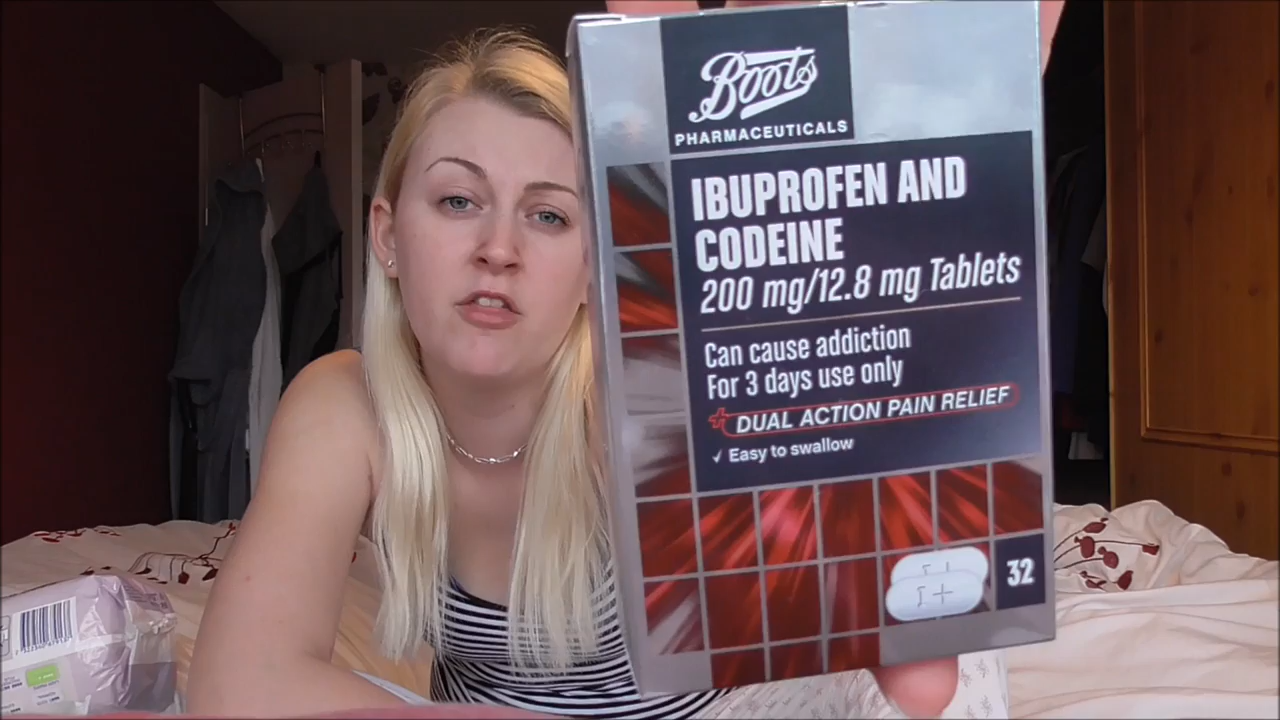 Boots
PHARMACEUTICALS
IBUPROFEN AND
CODEINE
200 mg/12.8 mg Tablets
Can cause addiction
For 3 days use only
DUAL ACTION PAIN RELIEF
✓ Easy to swallow
I+
32